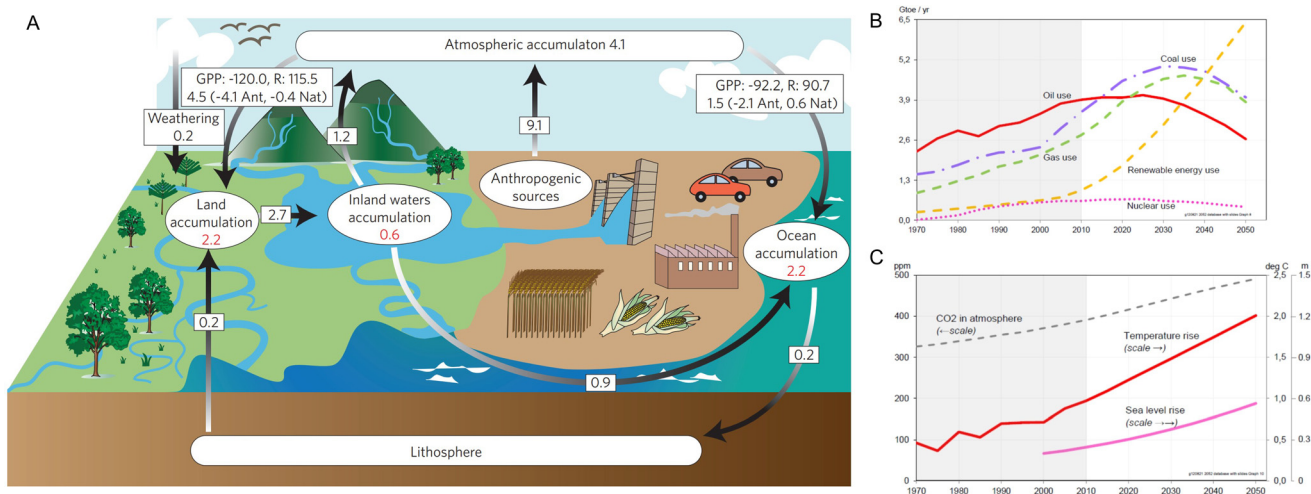 A
Atmospheric accumulaton 4.1
GPP: -120.0, R: 115.5
4.5 (-4.1 Ant, -0.4 Nat)
GPP: -92.2, R: 90.7
1.5 (-2.1 Ant, 0.6 Nat)
Weathering
0.2
1.2
9.1
Anthropogenic
sources
Land
accumulation
2.2
2.7
Inland waters
accumulation
0.6
Ocean
accumulation
2.2
0.2
0.9
0.2
Lithosphere
B
Gtoe / yr
6,5
5,2
3,9
2,6
1,3
0,0
Coal use
Oil use
Gas use
Renewable energy use
Nuclear use
1970 1980 1990 2000 2010 2020 2030 2040 2050
C
ppm
deg C
m
500
400
300
200
100
0
2,5
2,0
1,5
1,0
0,5
0,0
1.5
1.2
0.9
0.6
0.3
0
CO2 in atmosphere
(←scale)
Temperature rise
(scale →)
Sea level rise
(scale →→)
1970 1980 1990 2000 2010 2020 2030 2040 2050